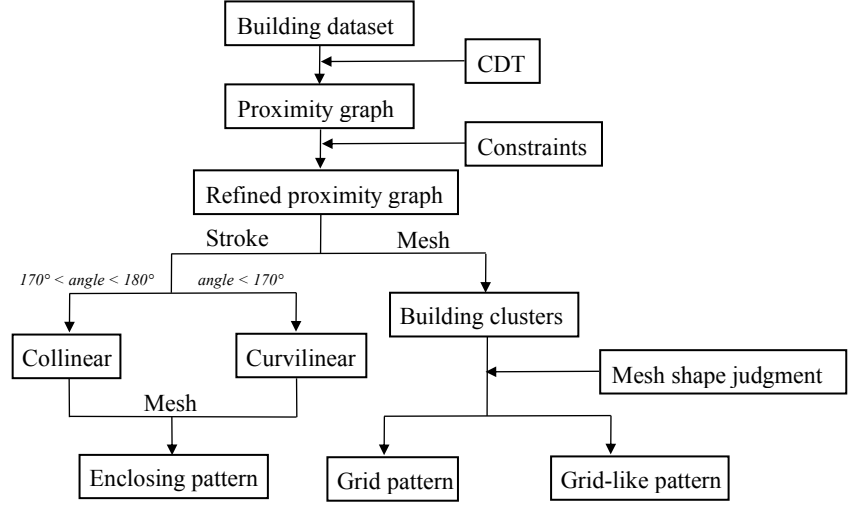 Building dataset
CDT
Proximity graph
Constraints
Refined proximity graph
Stroke
Mesh
170° < angle < 180°
angle < 170°
Building clusters
Collinear
Curvilinear
Mesh shape judgment
Mesh
Enclosing pattern
Grid pattern
Grid-like pattern